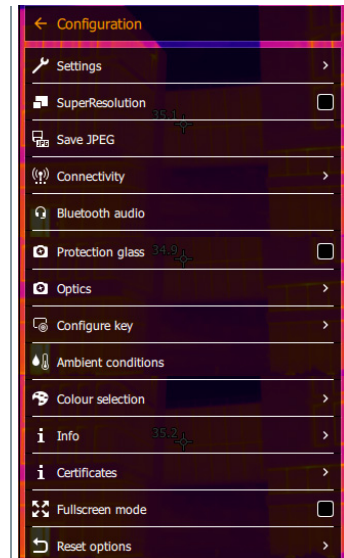 Configuration
Settings
SuperResolution
35.1
JPG
Save JPEG
Connectivity
Bluetooth audio
Protection glass 34.9
Optics
Configure key
Ambient conditions
Colour selection
Info 35.2
Certificates
Fullscreen mode
Reset options